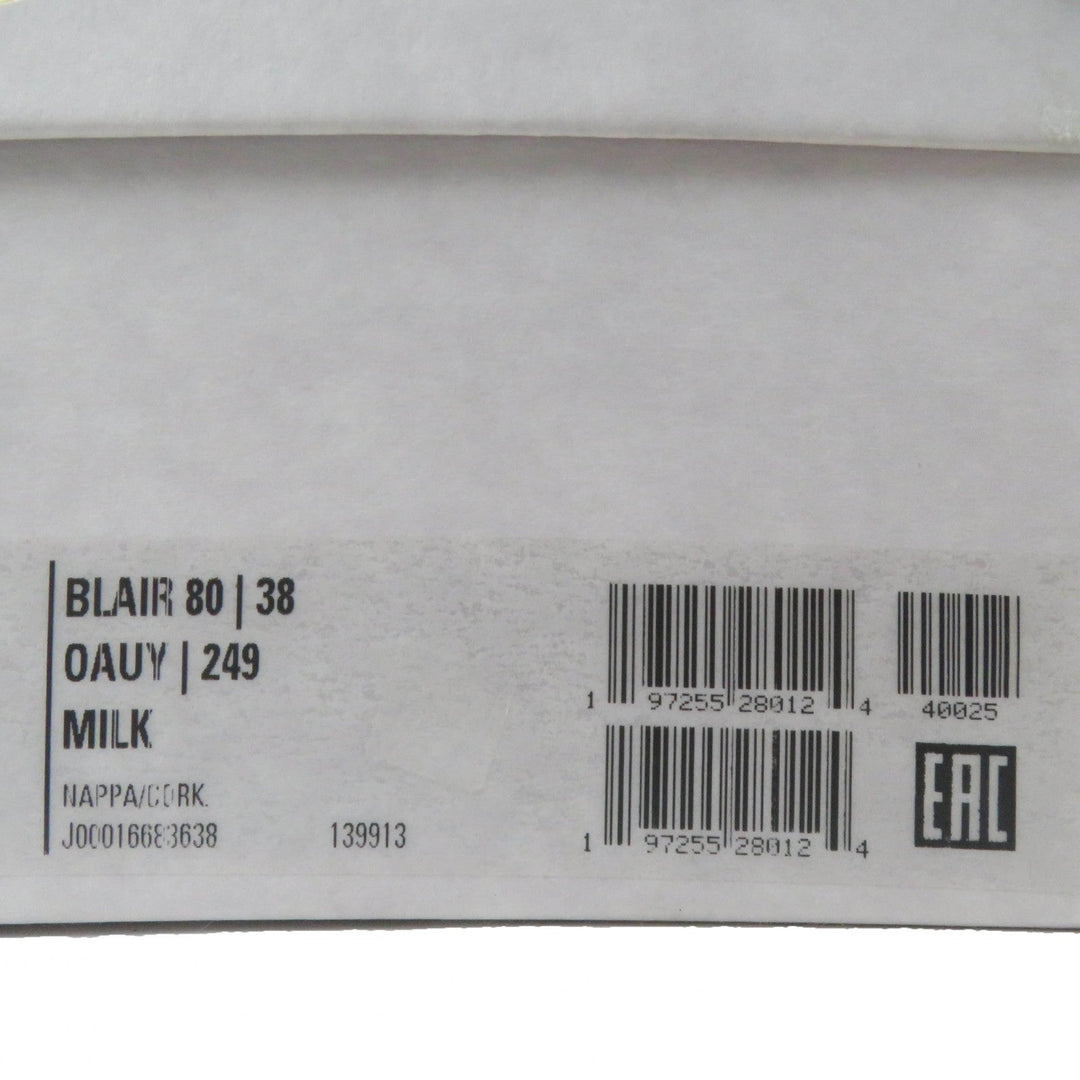 BLAIR 80 | 38
OAUY | 249
MILK
NAPPA/CORK.
J00016683638 139913
1 97255 28012 4
40025
1 97255 28012 4
EAC